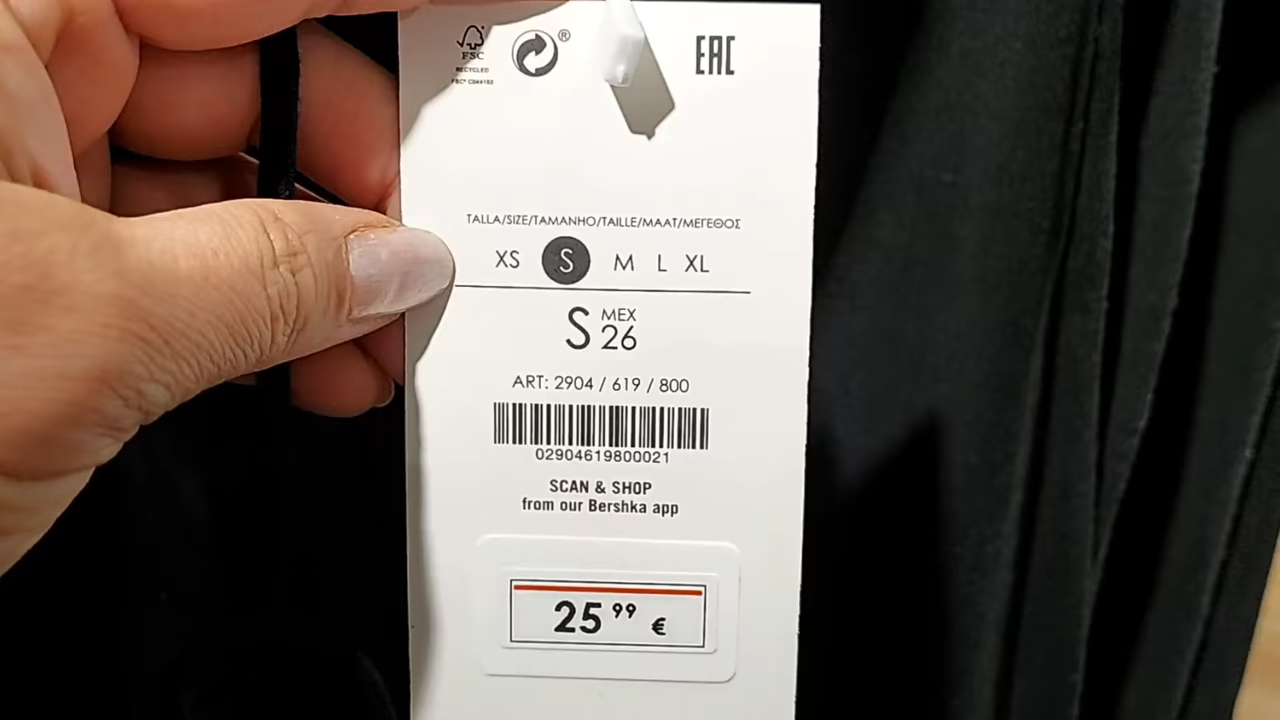 FSC
RECYCLED
FSC® C044183
®
EAC
TALLA/SIZE/TAMANHO/TAILLE/MAAT/ΜΕΓΕΘΟΣ
XS S M L XL
S MEX 26
ART: 2904 / 619 / 800
02904619800021
SCAN & SHOP
from our Bershka app
25 99 €